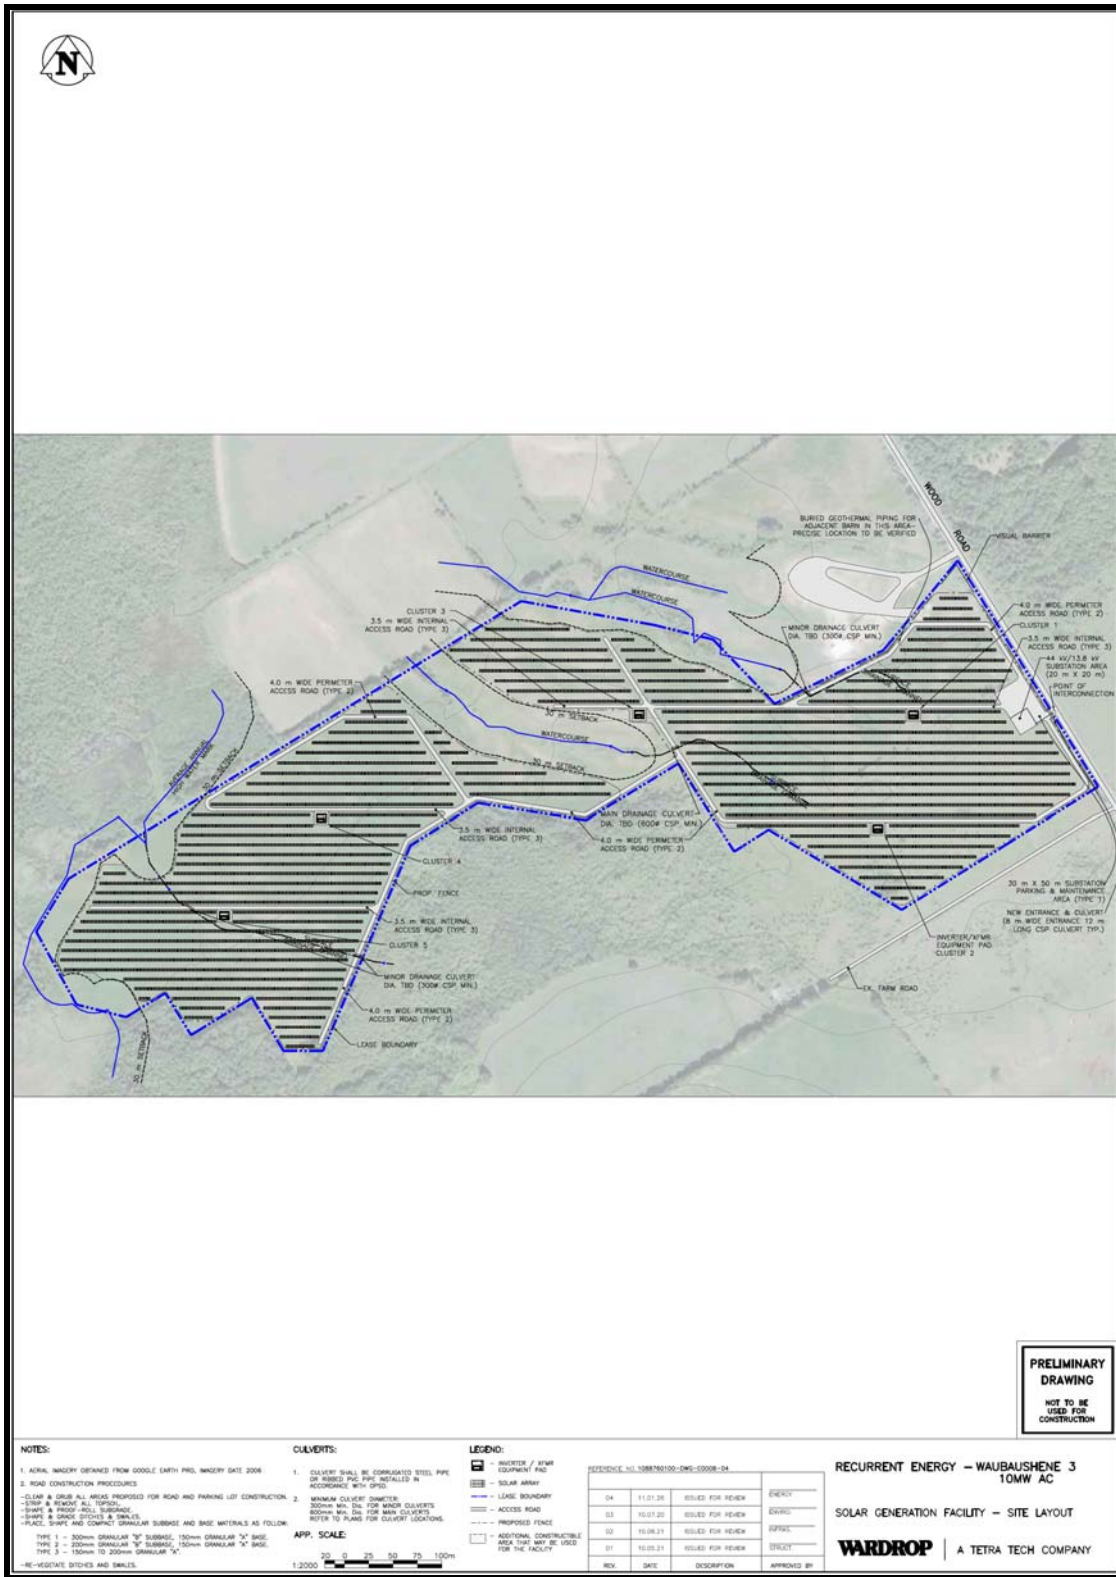 N
WOOD ROAD
BURIED GEOTHERMAL PIPING FOR
ADJACENT BARN IN THIS AREA-
PRECISE LOCATION TO BE VERIFIED
VISUAL BARRIER
WATERCOURSE
WATERCOURSE
CLUSTER 3
3.5 m WIDE INTERNAL
ACCESS ROAD (TYPE 3)
4.0 m WIDE PERIMETER
ACCESS ROAD (TYPE 2)
CLUSTER 1
3.5 m WIDE INTERNAL
ACCESS ROAD (TYPE 3)
44 kV/13.8 kV
SUBSTATION AREA
(20 m X 20 m)
POINT OF
INTERCONNECTION
MINOR DRAINAGE CULVERT
DIA. TBD (300ø CSP MIN.)
4.0 m WIDE PERIMETER
ACCESS ROAD (TYPE 2)
30 m SETBACK
WATERCOURSE
30 m SETBACK
AVERAGE ANNUAL
HIGH WATER MARK
30 m SETBACK
MAIN DRAINAGE CULVERT
DIA. TBD (600ø CSP MIN.)
4.0 m WIDE PERIMETER
ACCESS ROAD (TYPE 2)
3.5 m WIDE INTERNAL
ACCESS ROAD (TYPE 3)
CLUSTER 4
PROP. FENCE
3.5 m WIDE INTERNAL
ACCESS ROAD (TYPE 3)
CLUSTER 5
MINOR DRAINAGE CULVERT
DIA. TBD (300ø CSP MIN.)
4.0 m WIDE PERIMETER
ACCESS ROAD (TYPE 2)
LEASE BOUNDARY
30 m SETBACK
30 m X 50 m SUBSTATION
PARKING & MAINTENANCE
AREA (TYPE 1)
NEW ENTRANCE & CULVERT
(8 m WIDE ENTRANCE 12 m
LONG CSP CULVERT TYP.)
INVERTER/XFMR
EQUIPMENT PAD
CLUSTER 2
EX. FARM ROAD
PRELIMINARY
DRAWING
NOT TO BE
USED FOR
CONSTRUCTION
NOTES:
1. AERIAL IMAGERY OBTAINED FROM GOOGLE EARTH PRO, IMAGERY DATE 2006
2. ROAD CONSTRUCTION PROCEDURES
-CLEAR & GRUB ALL AREAS PROPOSED FOR ROAD AND PARKING LOT CONSTRUCTION.
-STRIP & REMOVE ALL TOPSOIL.
-SHAPE & PROOF-ROLL SUBGRADE.
-SHAPE & GRADE DITCHES & SWALES.
-PLACE, SHAPE AND COMPACT GRANULAR SUBBASE AND BASE MATERIALS AS FOLLOW:
TYPE 1 - 300mm GRANULAR "B" SUBBASE, 150mm GRANULAR "A" BASE.
TYPE 2 - 200mm GRANULAR "B" SUBBASE, 150mm GRANULAR "A" BASE.
TYPE 3 - 150mm TO 200mm GRANULAR "A".
-RE-VEGETATE DITCHES AND SWALES.
CULVERTS:
1. CULVERT SHALL BE CORRUGATED STEEL PIPE
OR RIBBED PVC PIPE INSTALLED IN
ACCORDANCE WITH OPSD.
2. MINIMUM CULVERT DIAMETER:
300mm Min. Dia. FOR MINOR CULVERTS
600mm Min. Dia. FOR MAIN CULVERTS
REFER TO PLANS FOR CULVERT LOCATIONS.
APP. SCALE:
1:2000
20 0 25 50 75 100m
LEGEND:
- INVERTER / XFMR
EQUIPMENT PAD
- SOLAR ARRAY
- LEASE BOUNDARY
- ACCESS ROAD
- PROPOSED FENCE
- ADDITIONAL CONSTRUCTIBLE
AREA THAT MAY BE USED
FOR THE FACILITY
REFERENCE NO. 1088760100-DWG-C0008-04
04 11.01.26 ISSUED FOR REVIEW ENERGY
03 10.07.20 ISSUED FOR REVIEW ENVIRO.
02 10.06.21 ISSUED FOR REVIEW INFRAS.
01 10.05.21 ISSUED FOR REVIEW STRUCT.
REV. DATE DESCRIPTION APPROVED BY
RECURRENT ENERGY - WAUBAUSHENE 3
10MW AC
SOLAR GENERATION FACILITY - SITE LAYOUT
WARDROP
A TETRA TECH COMPANY